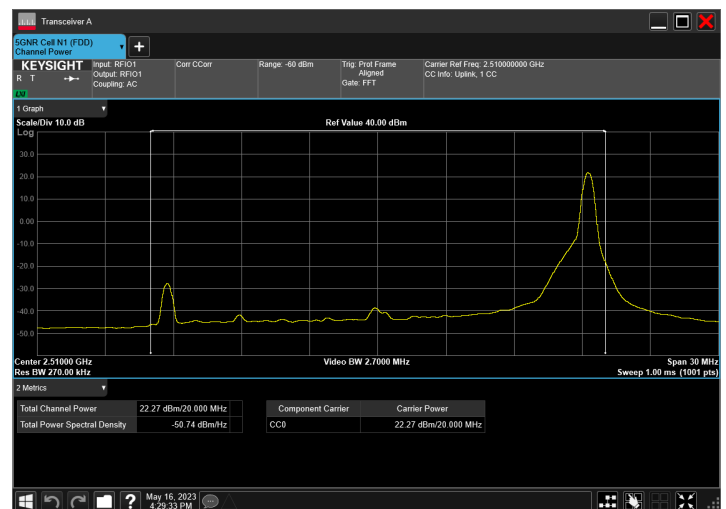 Transceiver A
5GNR Cell N1 (FDD)
Channel Power
KEYSIGHT
R T
LXI
Input: RFIO1
Output: RFIO1
Coupling: AC
Corr CCorr
Range: -60 dBm
Trig: Prot Frame
Aligned
Gate: FFT
Carrier Ref Freq: 2.510000000 GHz
CC Info: Uplink, 1 CC
1 Graph
Scale/Div 10.0 dB
Ref Value 40.00 dBm
Log
30.0
20.0
10.0
0.00
-10.0
-20.0
-30.0
-40.0
-50.0
Center 2.51000 GHz
Video BW 2.7000 MHz
Span 30 MHz
Res BW 270.00 kHz
Sweep 1.00 ms (1001 pts)
2 Metrics
Total Channel Power 22.27 dBm/20.000 MHz
Total Power Spectral Density -50.74 dBm/Hz
Component Carrier Carrier Power
CC0 22.27 dBm/20.000 MHz
?
May 16, 2023
4:29:33 PM